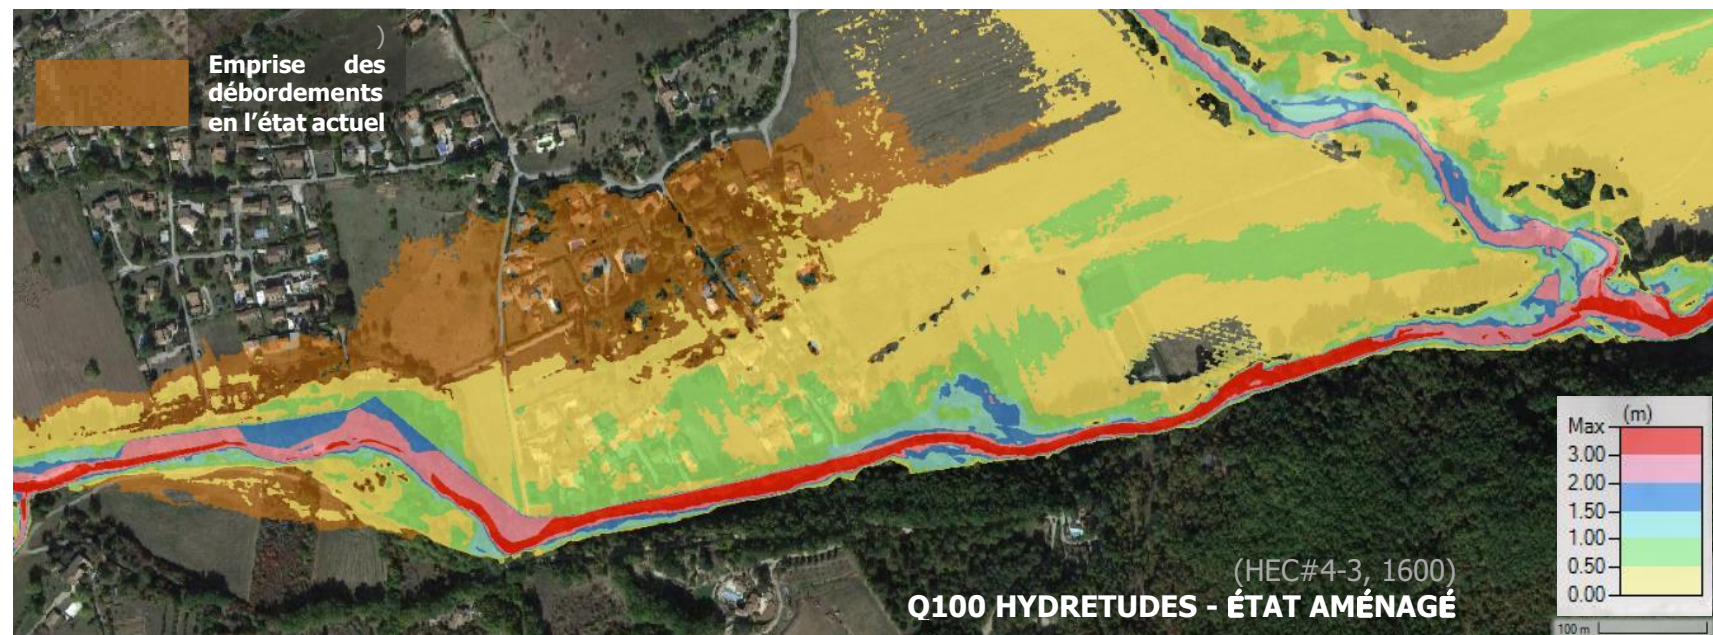 )
Emprise des
débordements
en l’état actuel
(m)
Max
3.00
2.00
1.50
1.00
0.50
0.00
(HEC#4-3, 1600)
Q100 HYDRETUDES - ÉTAT AMÉNAGÉ
100 m